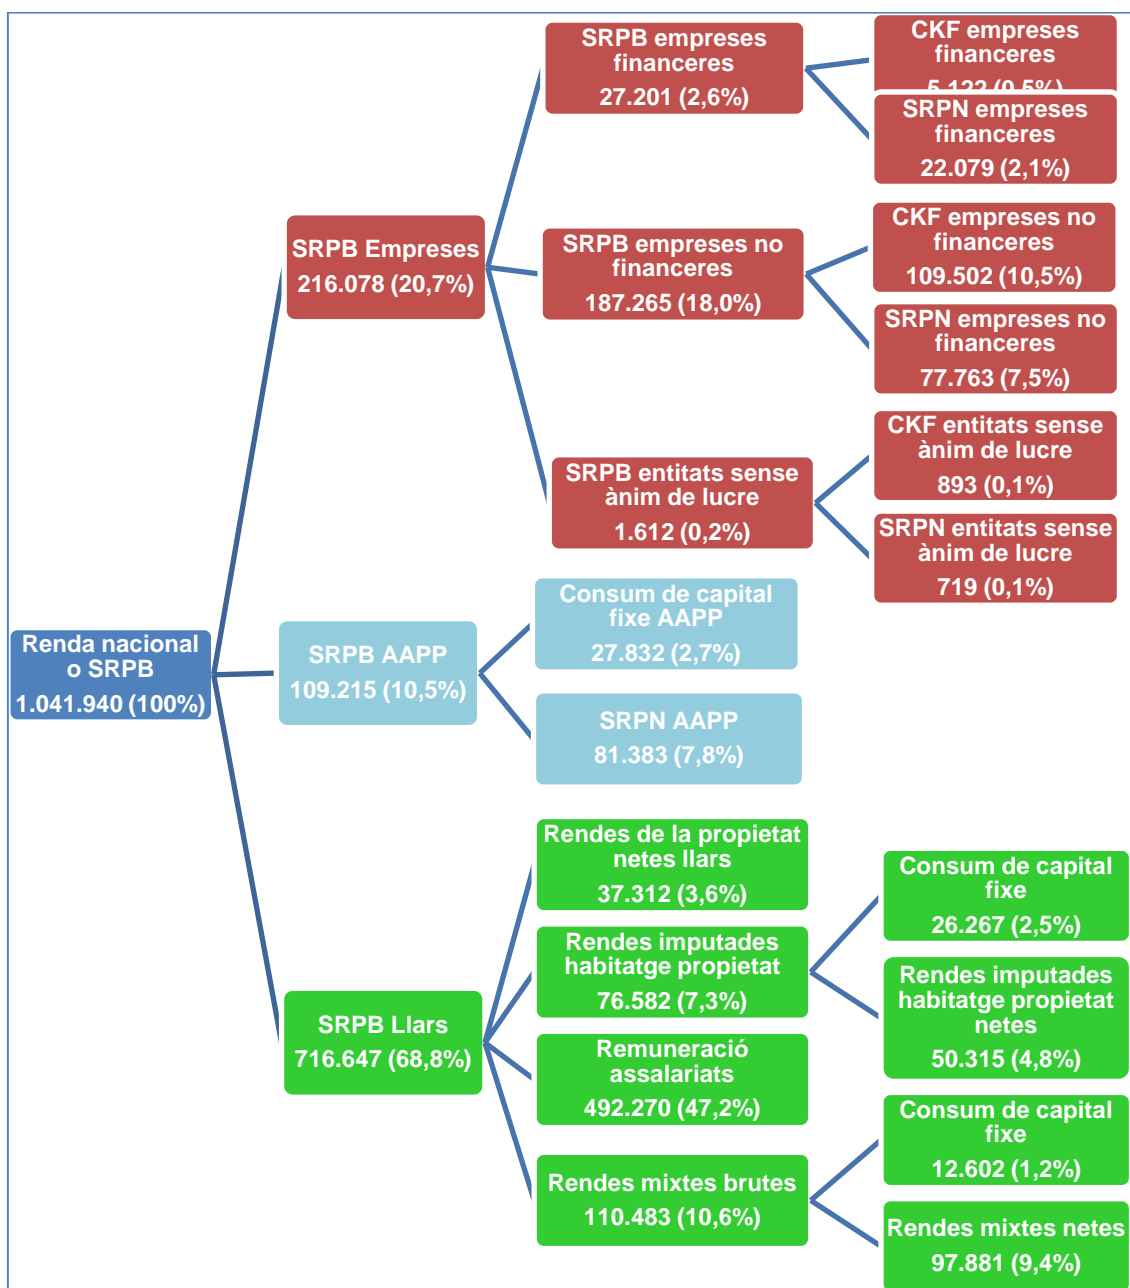 SRPB empreses
financeres
27.201 (2,6%)
CKF empreses
financeres
5.122 (0,5%)
SRPN empreses
financeres
22.079 (2,1%)
SRPB Empreses
216.078 (20,7%)
SRPB empreses no
financeres
187.265 (18,0%)
CKF empreses no
financeres
109.502 (10,5%)
SRPN empreses no
financeres
77.763 (7,5%)
SRPB entitats sense
ànim de lucre
1.612 (0,2%)
CKF entitats sense
ànim de lucre
893 (0,1%)
SRPN entitats sense
ànim de lucre
719 (0,1%)
Renda nacional
o SRPB
1.041.940 (100%)
SRPB AAPP
109.215 (10,5%)
Consum de capital
fixe AAPP
27.832 (2,7%)
SRPN AAPP
81.383 (7,8%)
SRPB Llars
716.647 (68,8%)
Rendes de la propietat
netes llars
37.312 (3,6%)
Rendes imputades
habitatge propietat
76.582 (7,3%)
Consum de capital
fixe
26.267 (2,5%)
Rendes imputades
habitatge propietat
netes
50.315 (4,8%)
Remuneració
assalariats
492.270 (47,2%)
Rendes mixtes brutes
110.483 (10,6%)
Consum de capital
fixe
12.602 (1,2%)
Rendes mixtes netes
97.881 (9,4%)